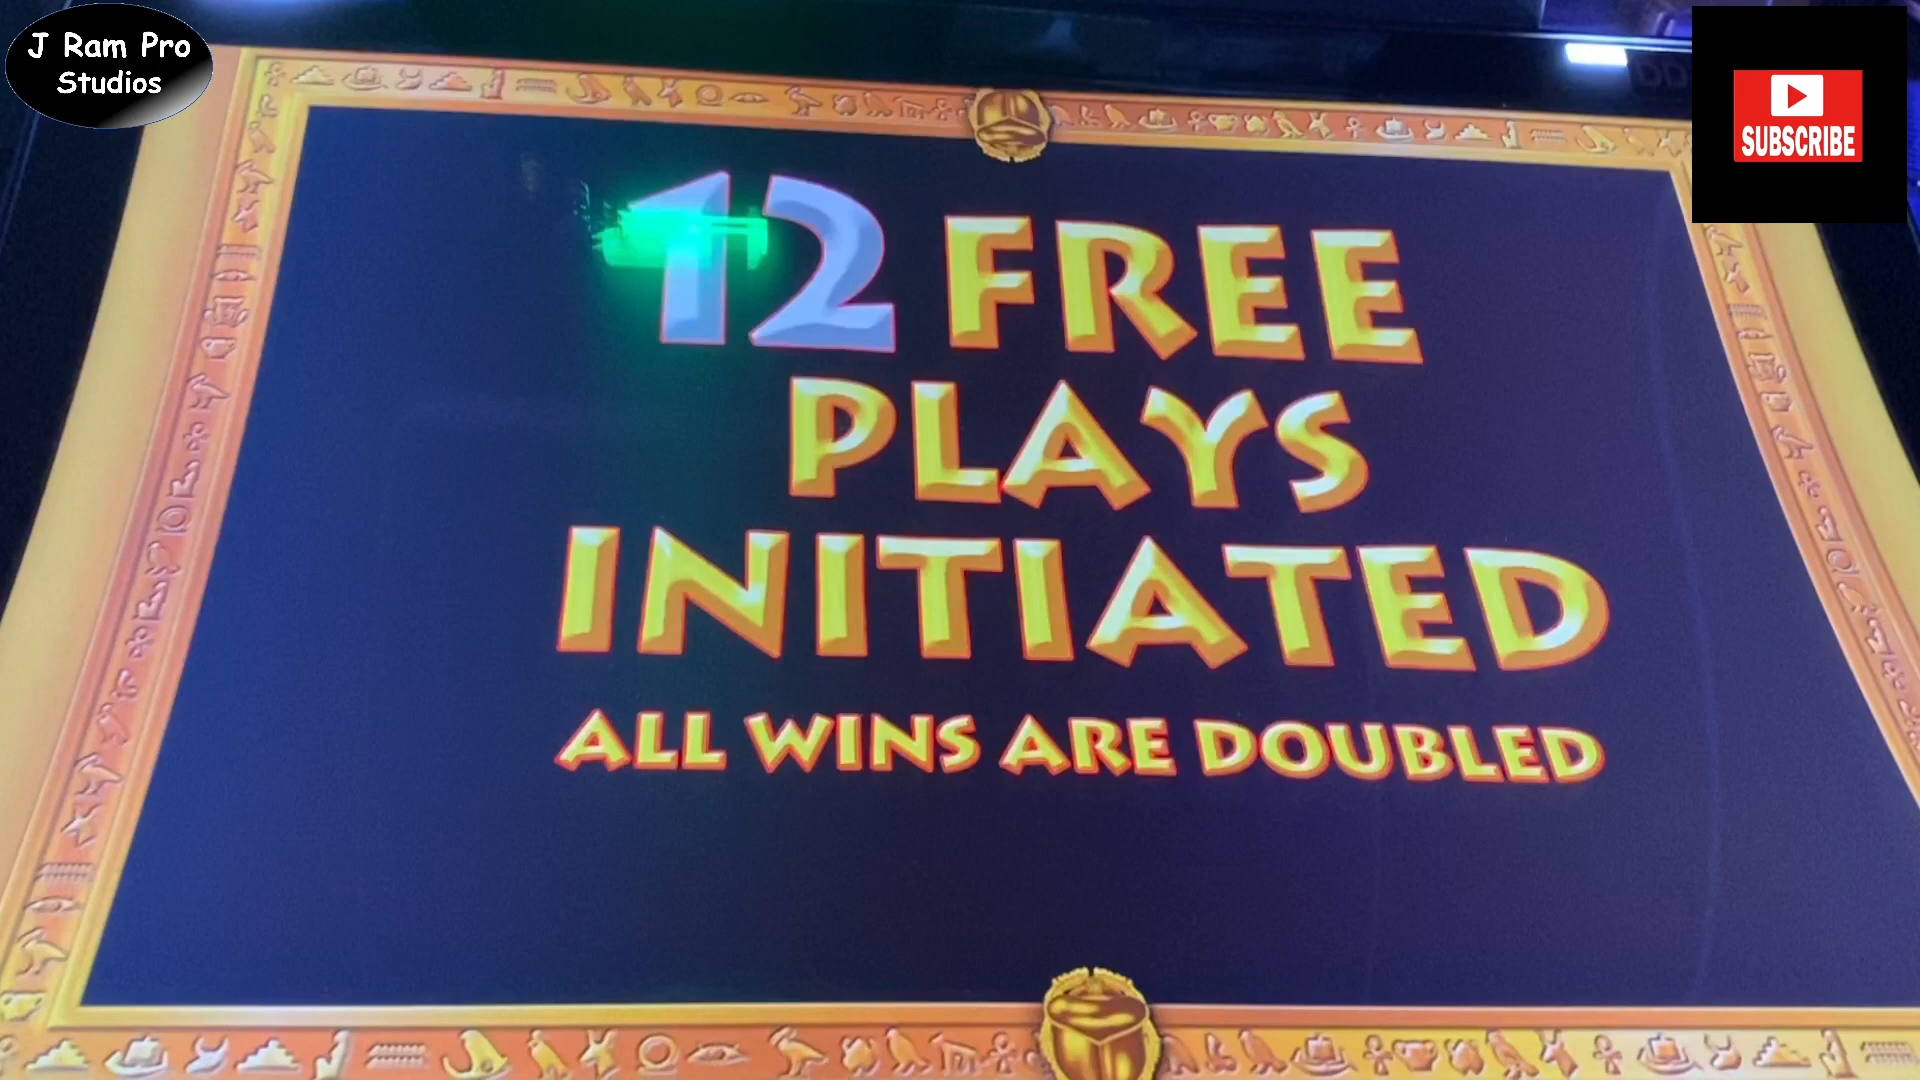 J Ram Pro
Studios
SUBSCRIBE
12 FREE
PLAYS
INITIATED
ALL WINS ARE DOUBLED